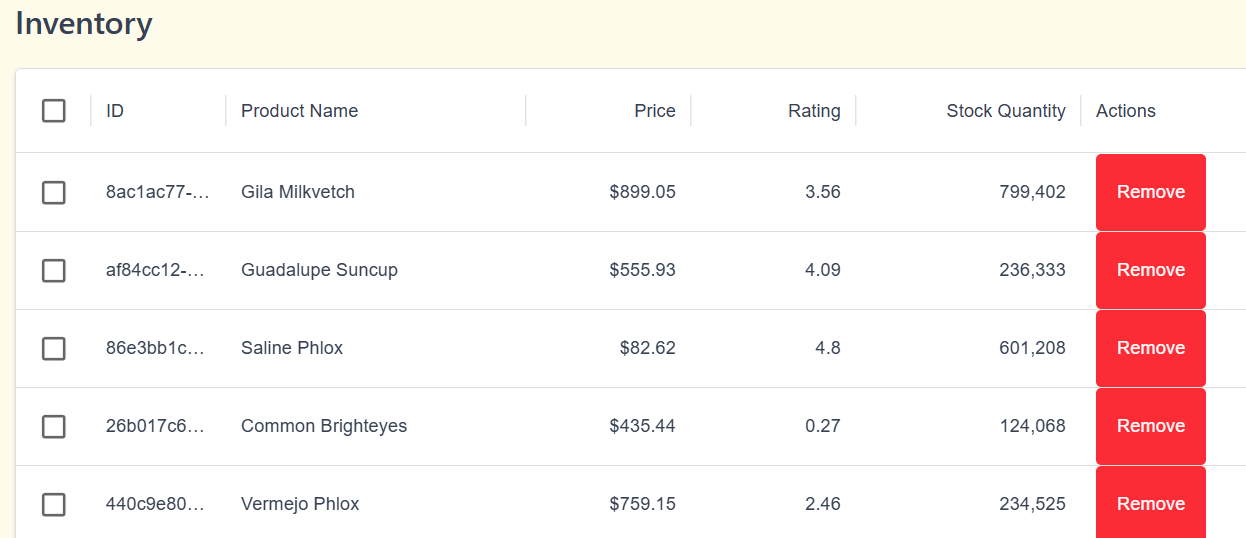 Inventory
ID Product Name Price Rating Stock Quantity Actions
8ac1ac77-… Gila Milkvetch $899.05 3.56 799,402 Remove
af84cc12-… Guadalupe Suncup $555.93 4.09 236,333 Remove
86e3bb1c… Saline Phlox $82.62 4.8 601,208 Remove
26b017c6… Common Brighteyes $435.44 0.27 124,068 Remove
440c9e80… Vermejo Phlox $759.15 2.46 234,525 Remove